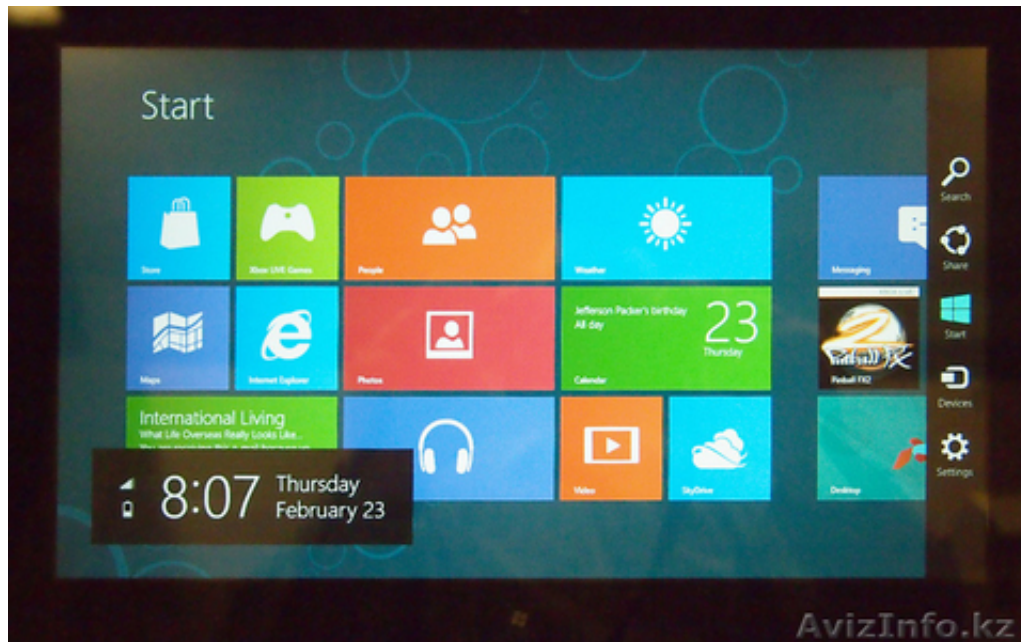 Start
Store
Xbox LIVE Games
People
Weather
Messaging
Maps
Internet Explorer
Photos
Jefferson Packer's birthday
All day
23
Thursday
Calendar
Pinball FX2
International Living
What Life Overseas Really Looks Like...
Video
SkyDrive
Desktop
8:07
Thursday
February 23
Search
Share
Start
Devices
Settings
AvizInfo.kz